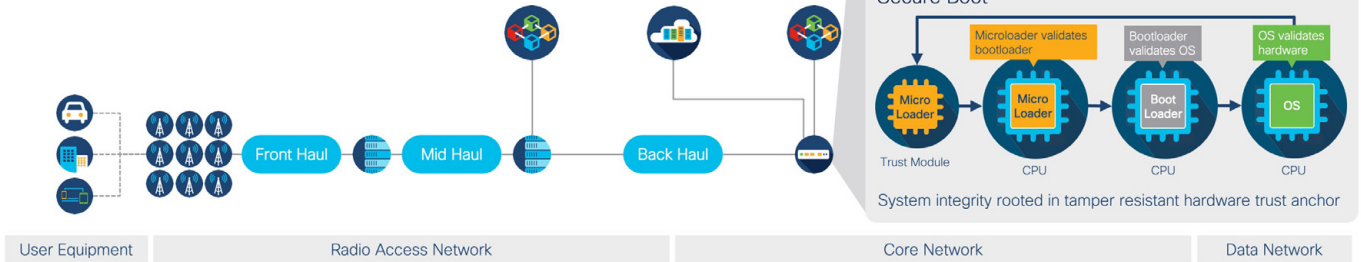 Secure Boot
Microloader validates
bootloader
Bootloader
validates OS
OS validates
hardware
Micro
Loader
Micro
Loader
Boot
Loader
OS
Trust Module
CPU
CPU
CPU
System integrity rooted in tamper resistant hardware trust anchor
Front Haul
Mid Haul
Back Haul
User Equipment
Radio Access Network
Core Network
Data Network